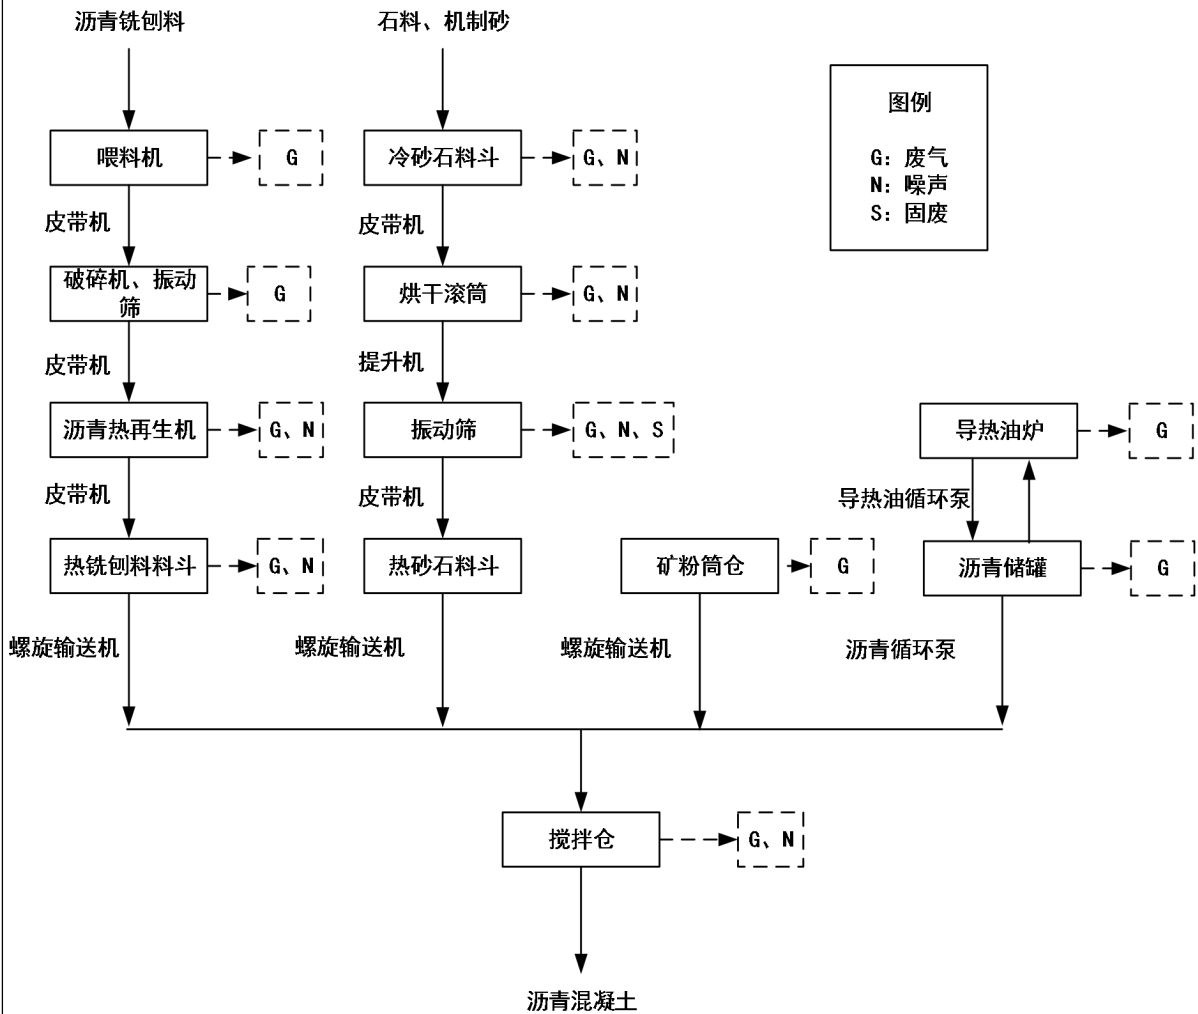 沥青铣刨料
石料、机制砂
图例
G：废气
N：噪声
S：固废
喂料机
G
冷砂石料斗
G、N
皮带机
皮带机
破碎机、振动
筛
G
烘干滚筒
G、N
皮带机
提升机
沥青热再生机
G、N
振动筛
G、N、S
导热油炉
G
皮带机
皮带机
导热油循环泵
热铣刨料料斗
G、N
热砂石料斗
矿粉筒仓
G
沥青储罐
G
螺旋输送机
螺旋输送机
螺旋输送机
沥青循环泵
搅拌仓
G、N
沥青混凝土